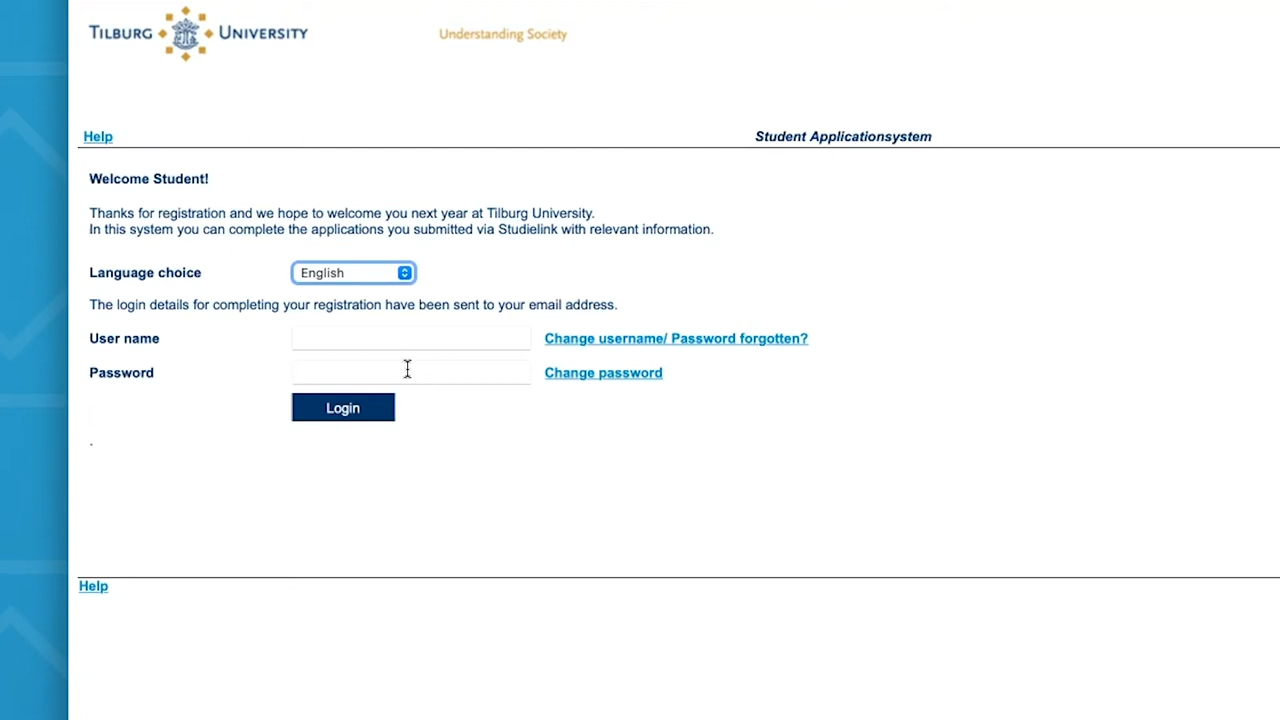 TILBURG UNIVERSITY
Understanding Society
Help
Student Applicationsystem
Welcome Student!
Thanks for registration and we hope to welcome you next year at Tilburg University.
In this system you can complete the applications you submitted via Studielink with relevant information.
Language choice English
The login details for completing your registration have been sent to your email address.
User name Change username/ Password forgotten?
Password Change password
Login
.
Help